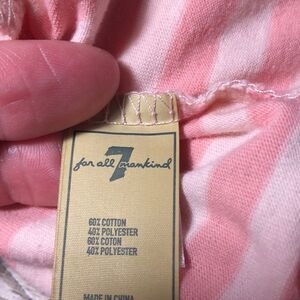 for all 7 mankind
60% COTTON
40% POLYESTER
60% COTON
40% POLYESTER
MADE IN CHINA